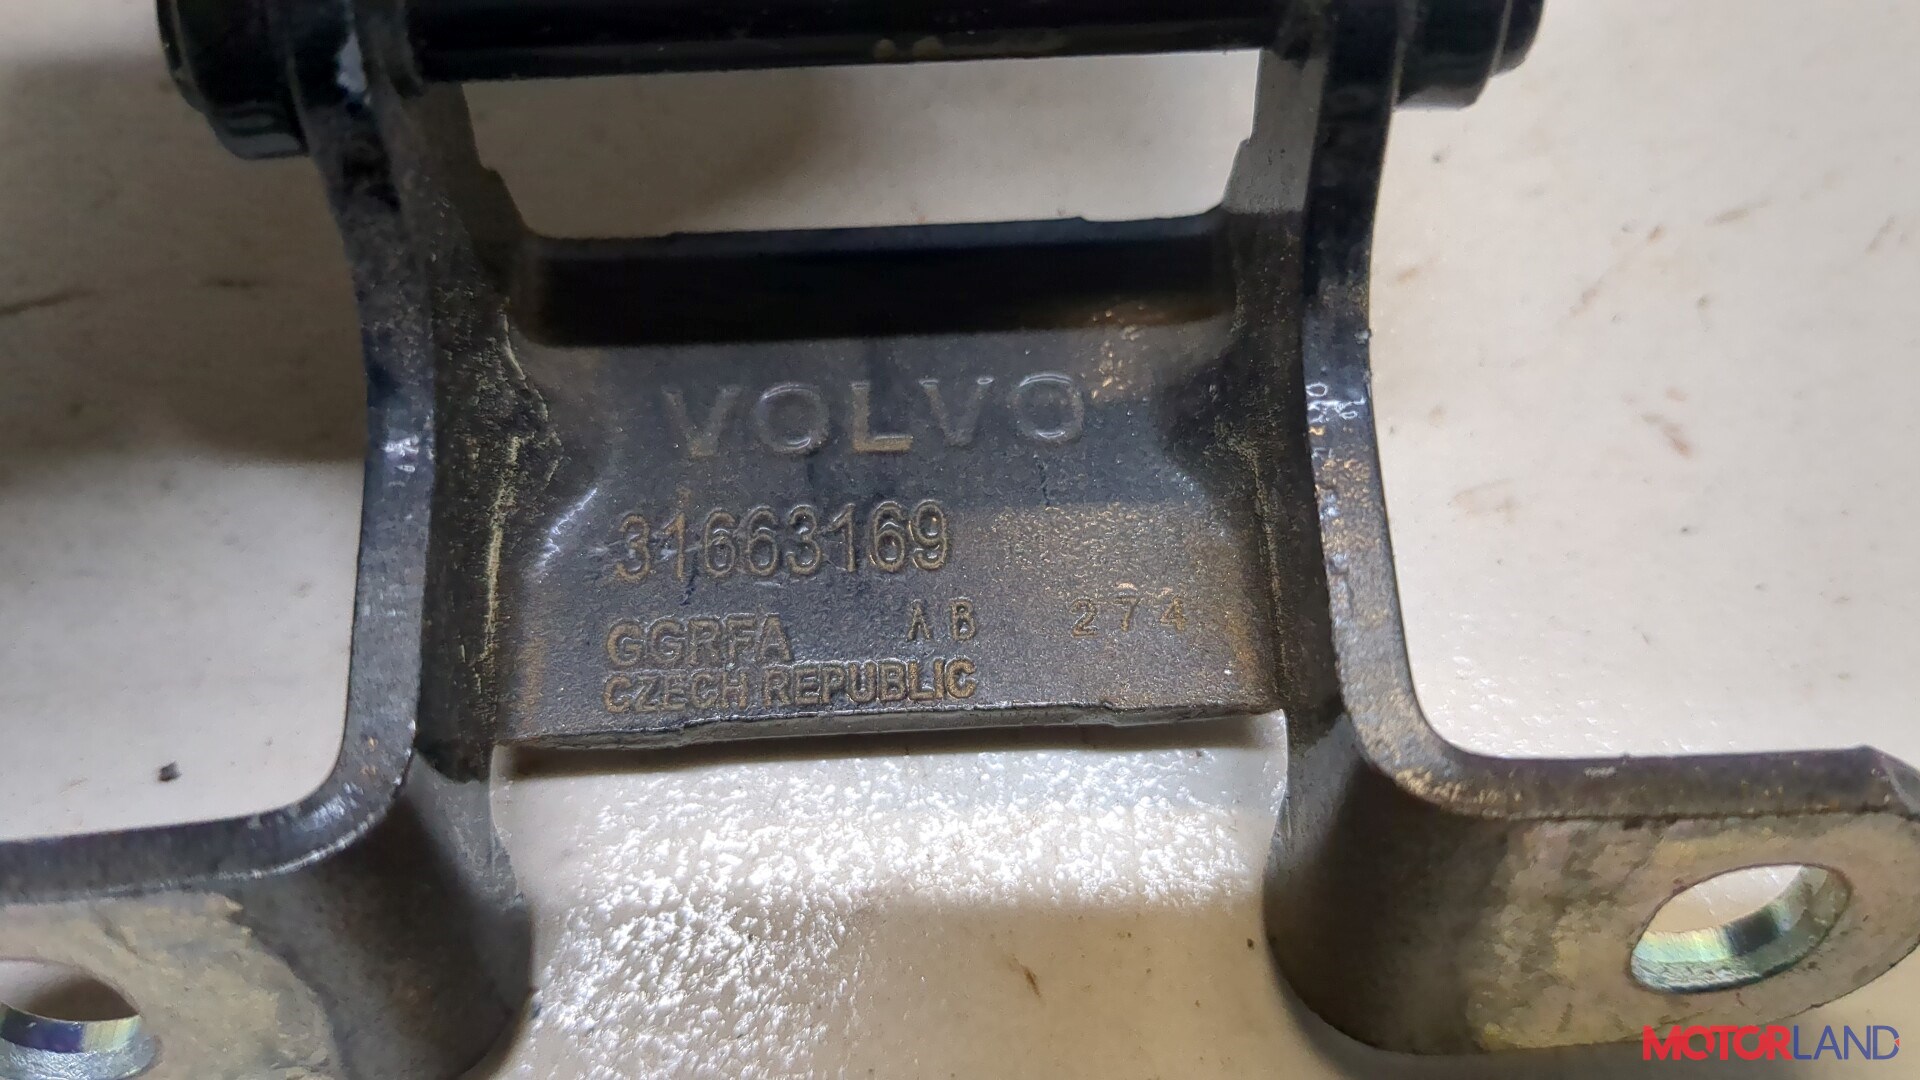 VOLVO
31663169
GGRFA AB 274
CZECH REPUBLIC
MOTORLAND